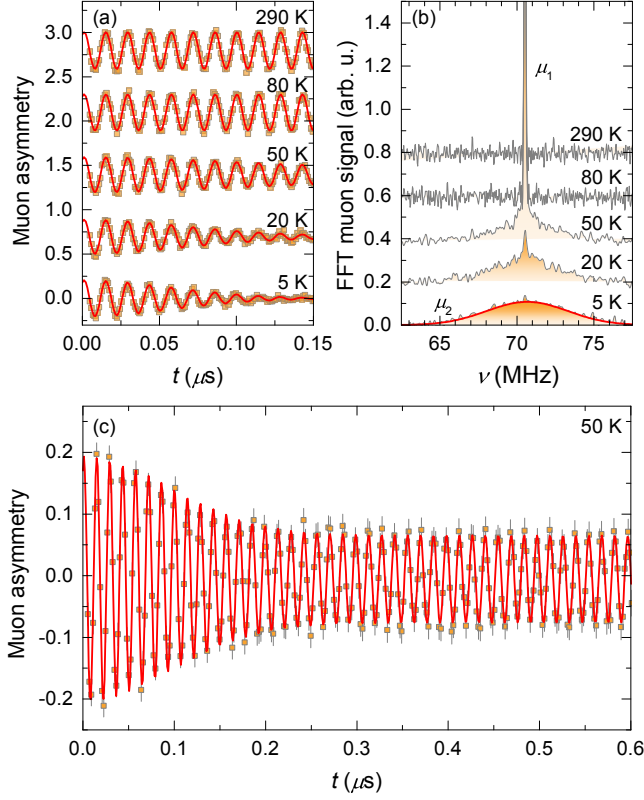 (a)
290 K
80 K
50 K
20 K
5 K
3.0
2.5
2.0
1.5
1.0
0.5
0.0
Muon asymmetry
0.00 0.05 0.10 0.15
t (μs)
(b)
μ1
290 K
80 K
50 K
20 K
5 K
μ2
1.4
1.2
1.0
0.8
0.6
0.4
0.2
0.0
FFT muon signal (arb. u.)
65 70 75
ν (MHz)
(c)
50 K
0.2
0.1
0.0
-0.1
-0.2
Muon asymmetry
0.0 0.1 0.2 0.3 0.4 0.5 0.6
t (μs)